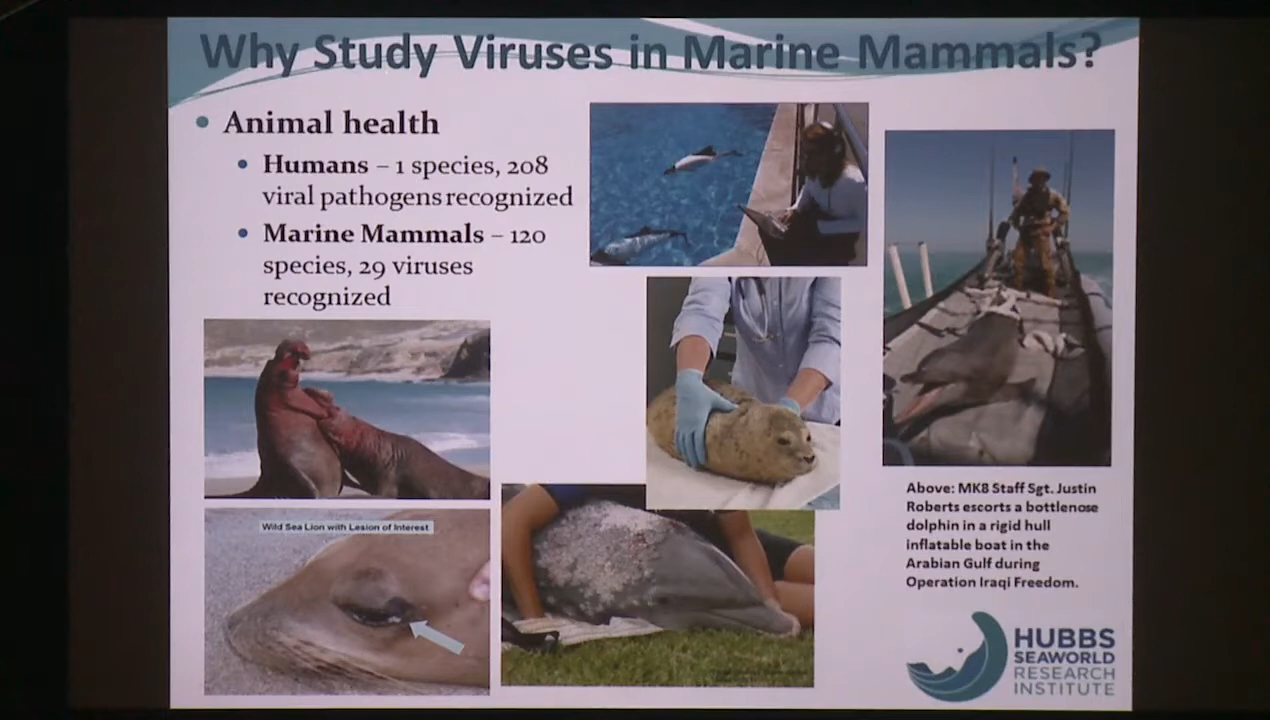 Why Study Viruses in Marine Mammals?
Animal health
Humans – 1 species, 208
viral pathogens recognized
Marine Mammals – 120
species, 29 viruses
recognized
Wild Sea Lion with Lesion of Interest.
Above: MK8 Staff Sgt. Justin
Roberts escorts a bottlenose
dolphin in a rigid hull
inflatable boat in the
Arabian Gulf during
Operation Iraqi Freedom.
HUBBS
SEAWORLD
RESEARCH
INSTITUTE